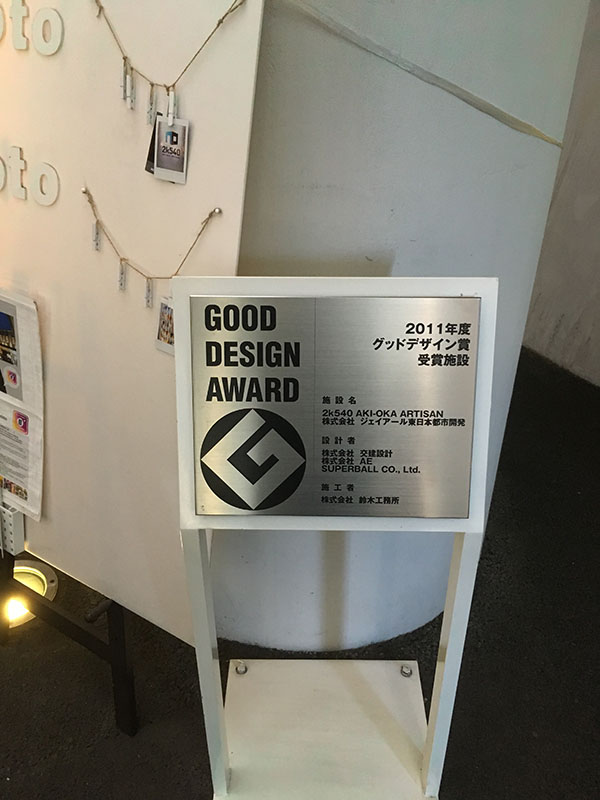 oto
2k540
oto
GOOD
DESIGN
AWARD
2011年度
グッドデザイン賞
受賞施設
施設名
2k540 AKI-OKA ARTISAN
株式会社 ジェイアール東日本都市開発
設計者
株式会社 交建設計
株式会社 AE
SUPERBALL CO., Ltd.
施工者
株式会社 鈴木工務所